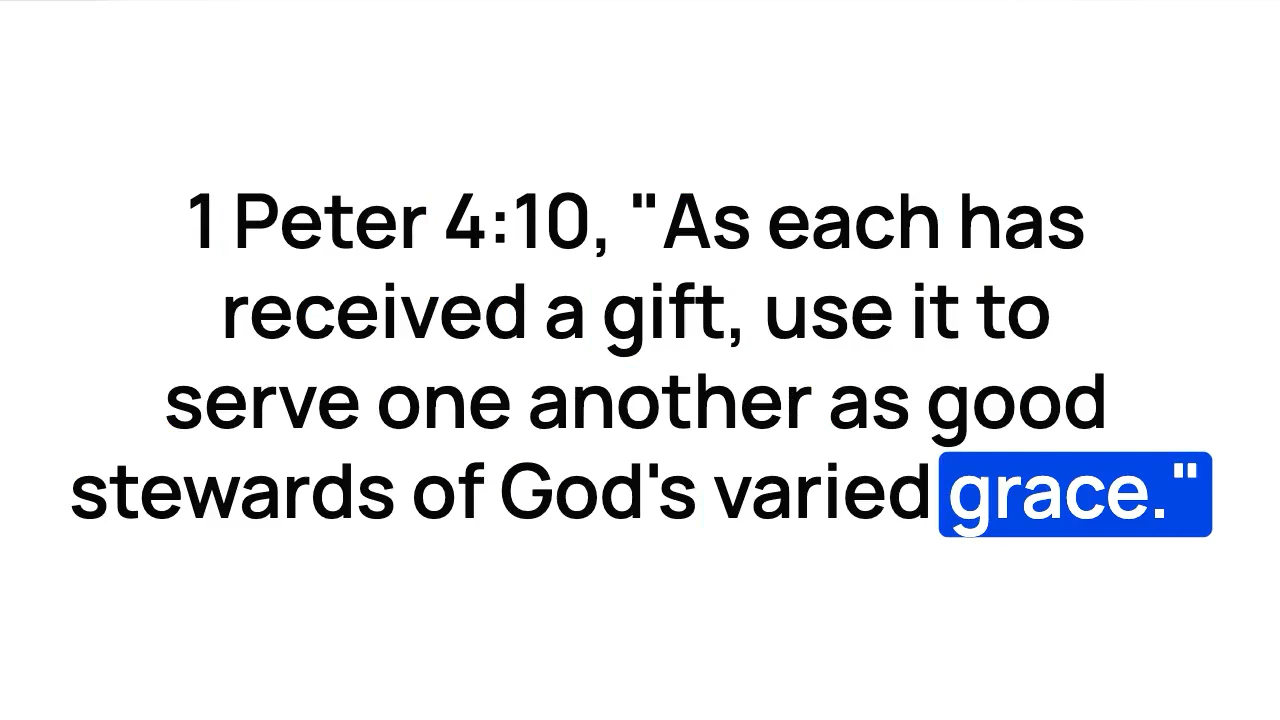 1 Peter 4:10, "As each has
received a gift, use it to
serve one another as good
stewards of God's varied grace."